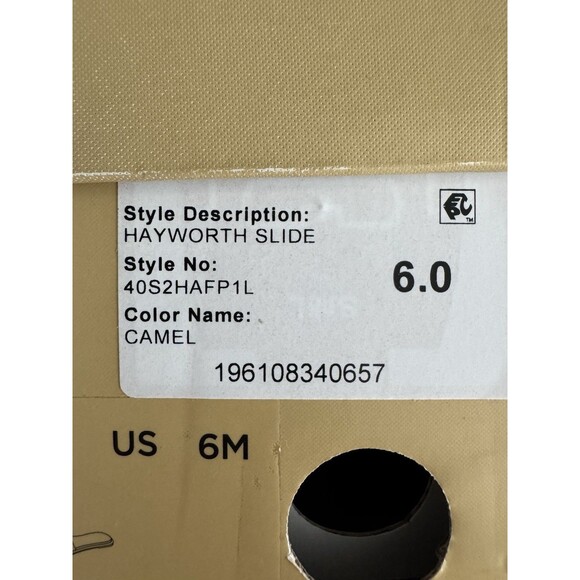 Style Description:
HAYWORTH SLIDE
Style No:
40S2HAFP1L
6.0
Color Name:
CAMEL
196108340657
US 6M